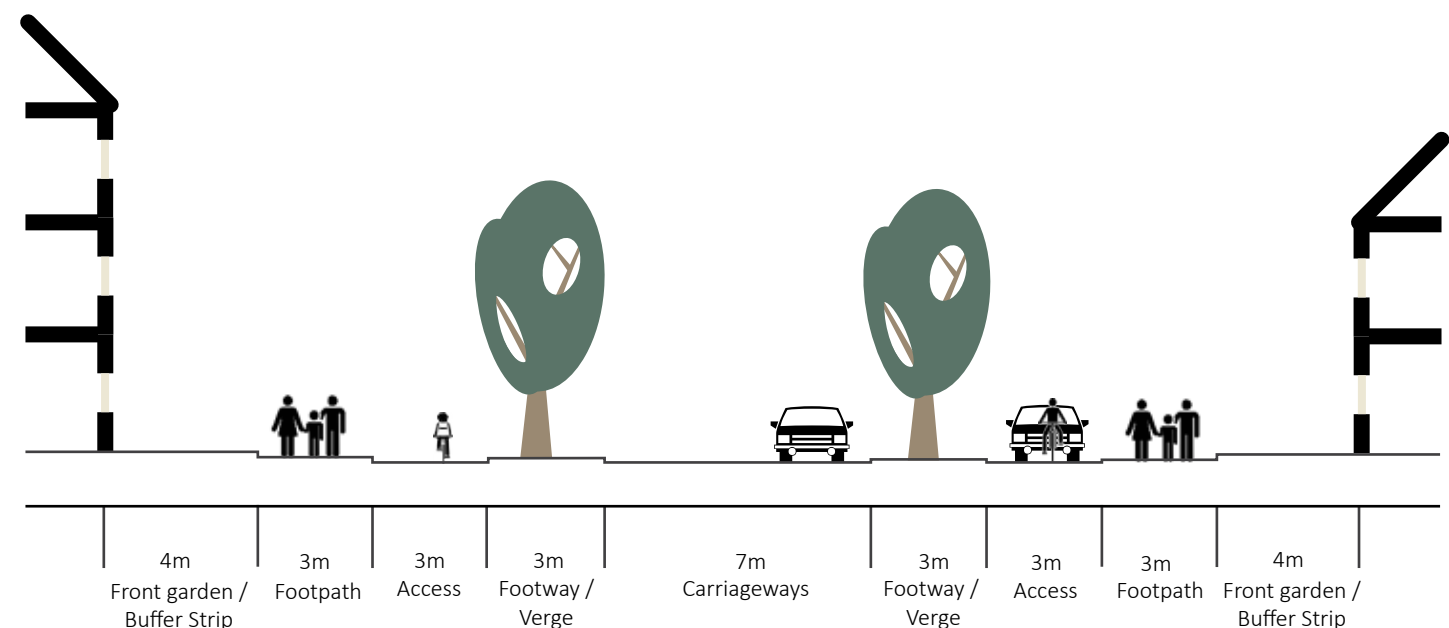 4m
Front garden /
Buffer Strip
3m
Footpath
3m
Access
3m
Footway /
Verge
7m
Carriageways
3m
Footway /
Verge
3m
Access
3m
Footpath
4m
Front garden /
Buffer Strip